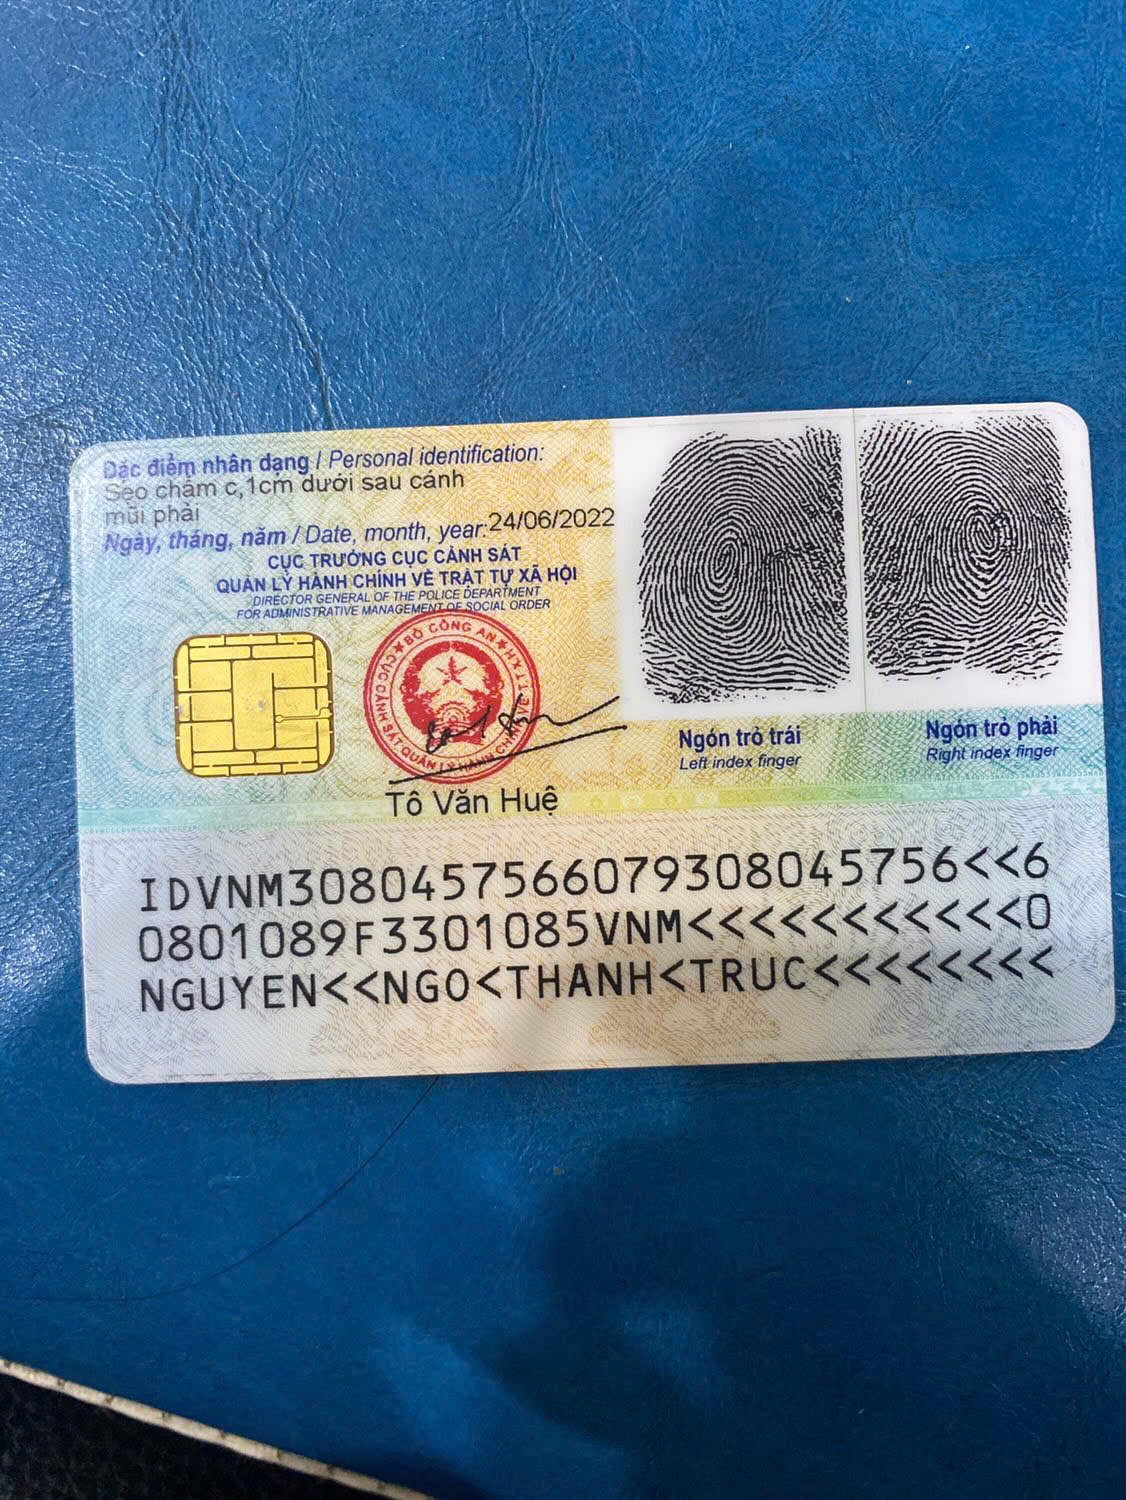 Đặc điểm nhân dạng / Personal identification:
Sẹo chấm c,1cm dưới sau cánh
mũi phải
Ngày, tháng, năm / Date, month, year: 24/06/2022
CỤC TRƯỞNG CỤC CẢNH SÁT
QUẢN LÝ HÀNH CHÍNH VỀ TRẬT TỰ XÃ HỘI
DIRECTOR GENERAL OF THE POLICE DEPARTMENT
FOR ADMINISTRATIVE MANAGEMENT OF SOCIAL ORDER
BỘ CÔNG AN
CỤC CẢNH SÁT QUẢN LÝ HÀNH CHÍNH VỀ TTXH
Tô Văn Huệ
Ngón trỏ trái
Left index finger
Ngón trỏ phải
Right index finger
IDVNM3080457566079308045756<<6
0801089F3301085VNM<<<<<<<<<<<0
NGUYEN<<NGO<THANH<TRUC<<<<<<<<